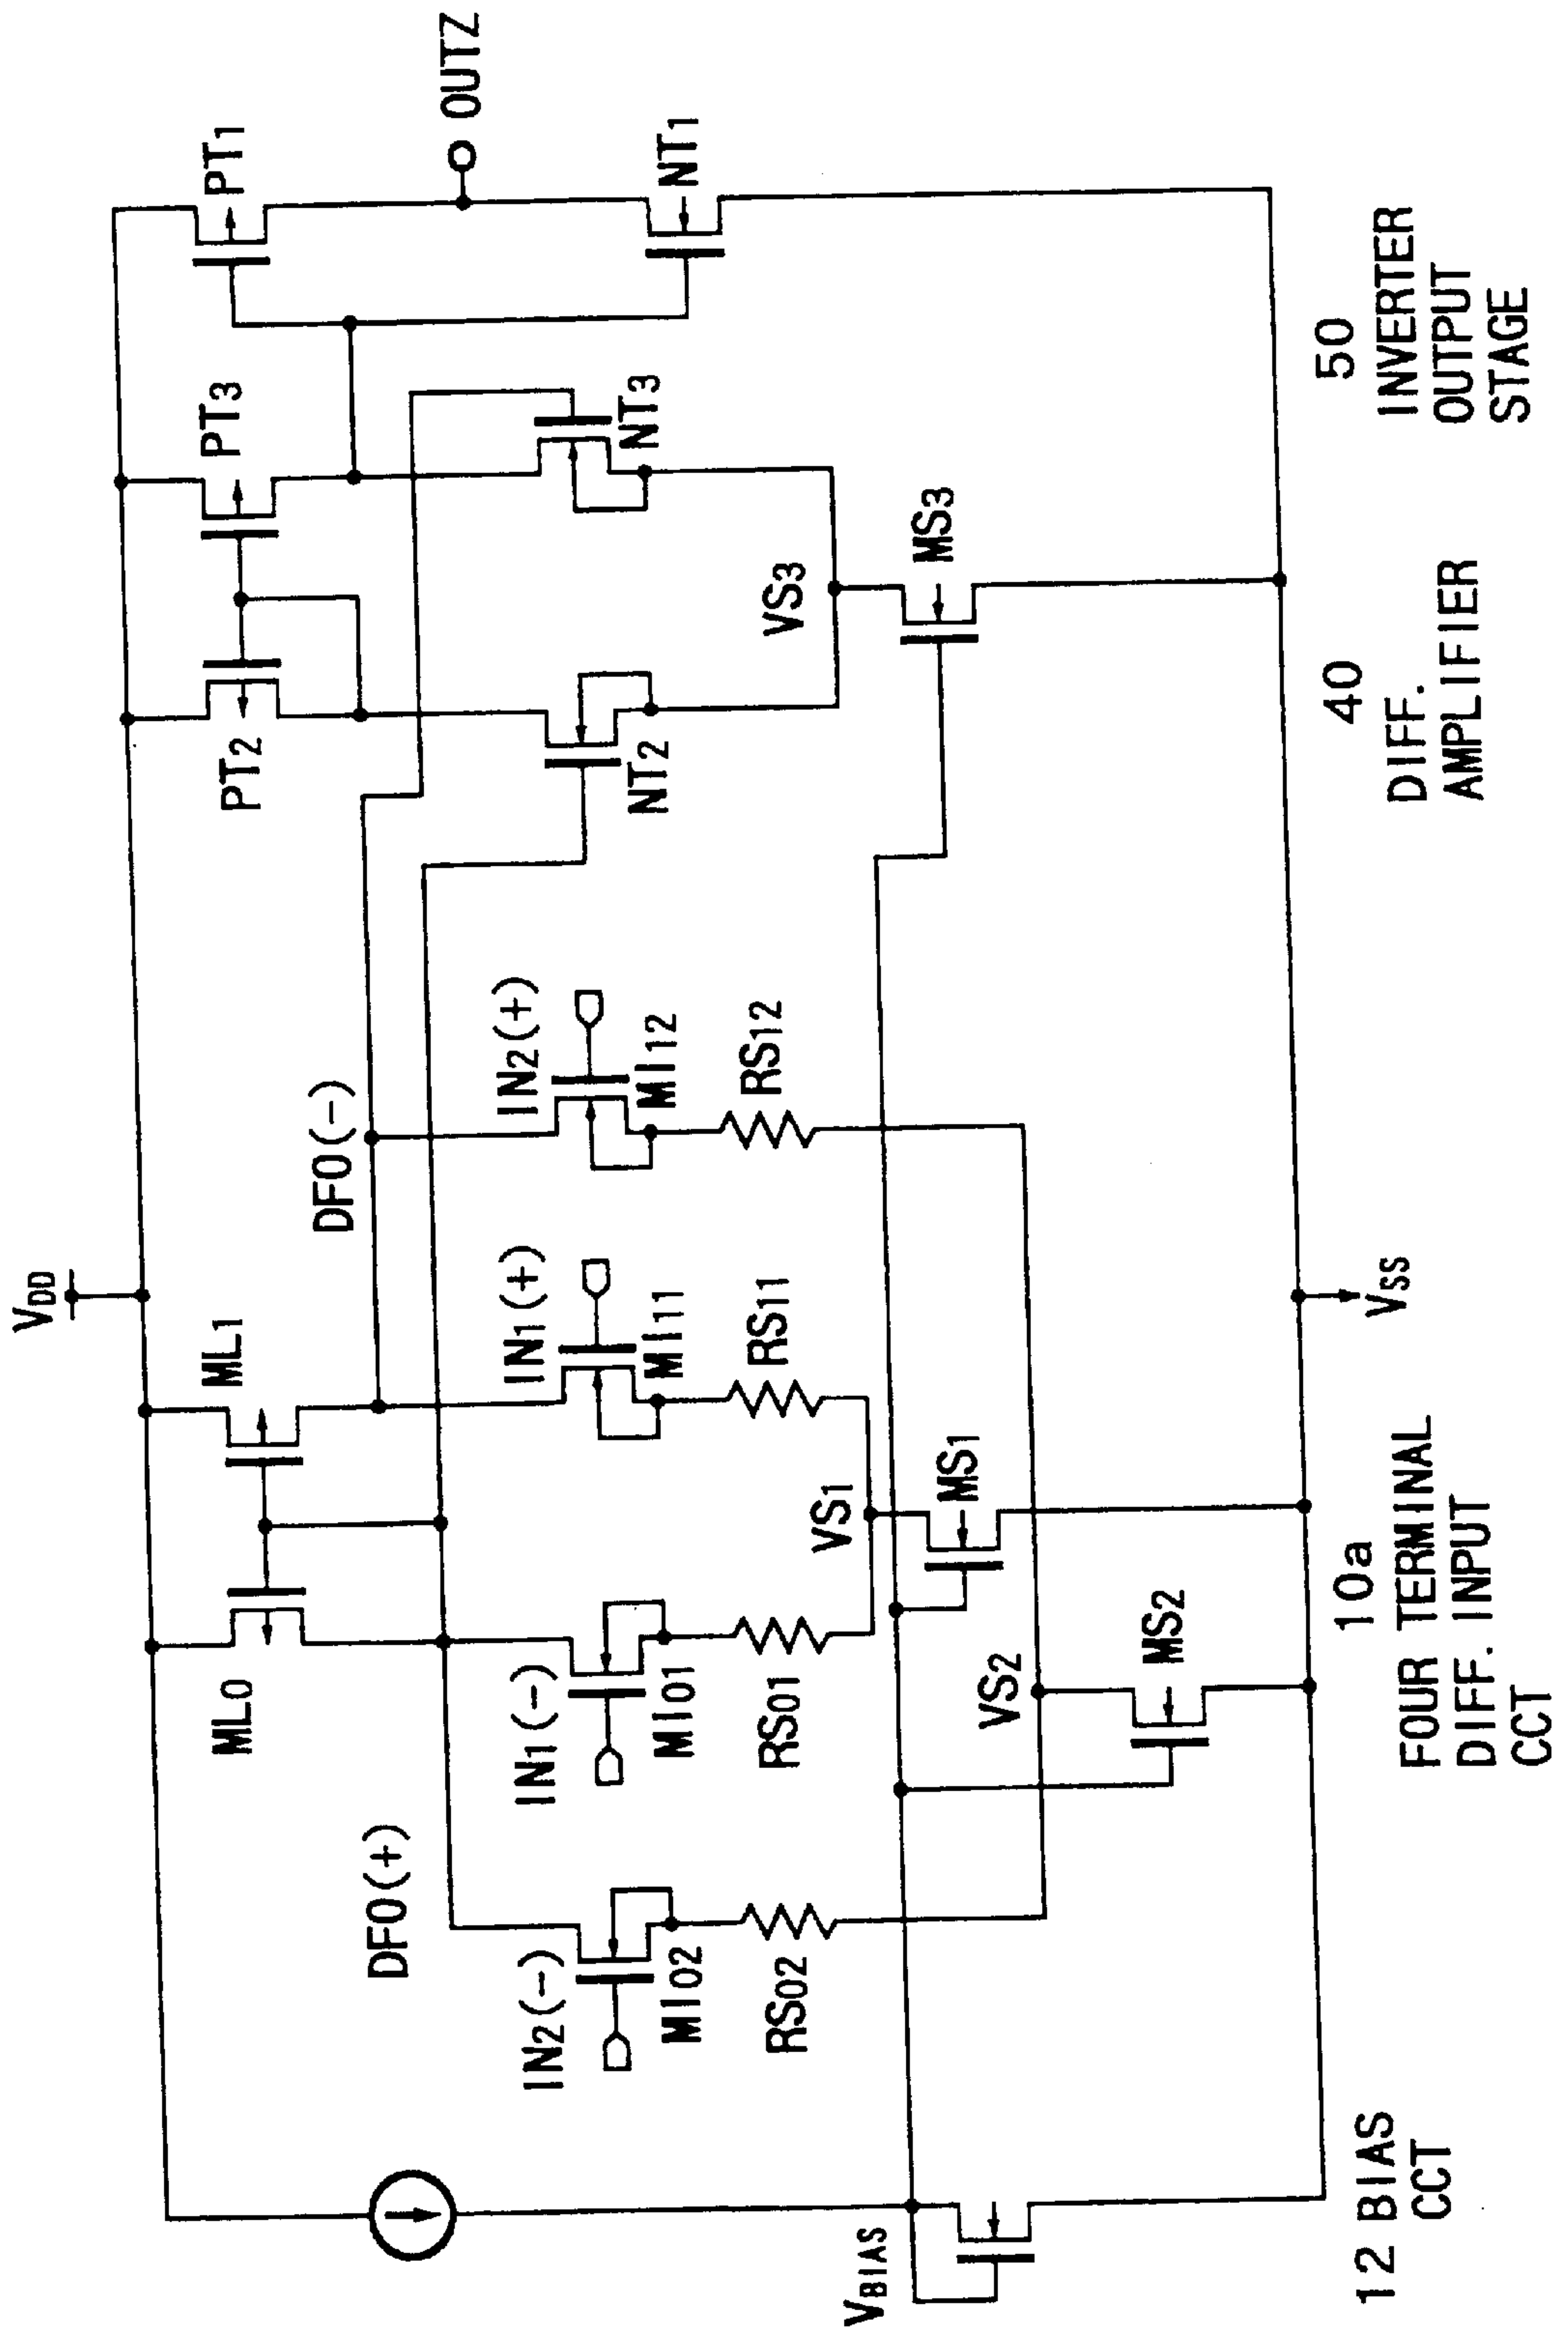 VDD
ML0
ML1
PT2
PT3
PT1
OUTZ
DFO(+)
DFO(-)
IN2(-)
IN1(-)
IN1(+)
IN2(+)
MI02
MI01
MI11
MI12
NT2
NT3
NT1
RS02
RS01
RS11
RS12
VS1
VS3
VBIAS
VS2
MS1
MS3
MS2
VSS
12 BIAS
CCT
10a
FOUR TERMINAL
DIFF. INPUT
CCT
40
DIFF.
AMPLIFIER
50
INVERTER
OUTPUT
STAGE